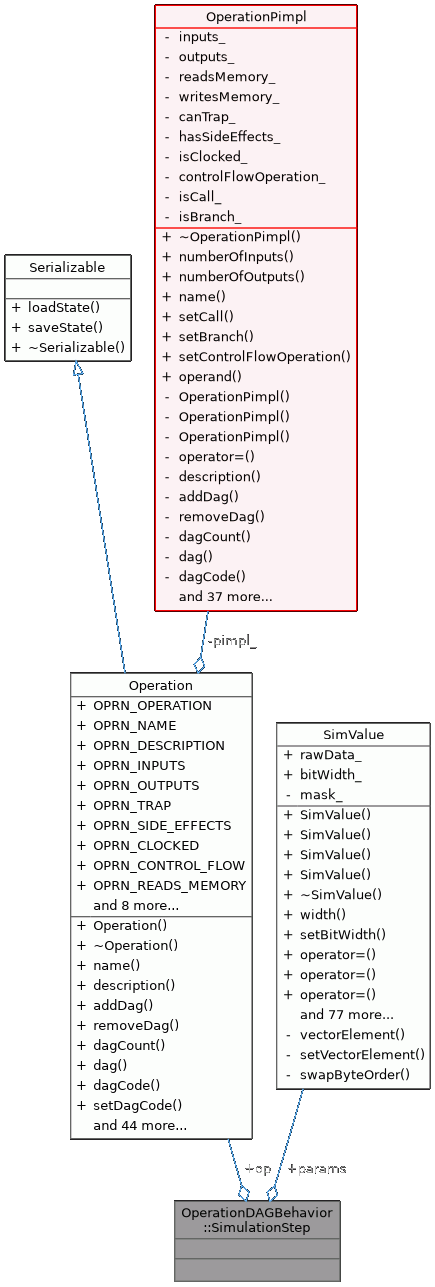 OperationPimpl
- inputs_
- outputs_
- readsMemory_
- writesMemory_
- canTrap_
- hasSideEffects_
- isClocked_
- controlFlowOperation_
- isCall_
- isBranch_
+ ~OperationPimpl()
+ numberOfInputs()
+ numberOfOutputs()
+ name()
+ setCall()
+ setBranch()
+ setControlFlowOperation()
+ operand()
- OperationPimpl()
- OperationPimpl()
- OperationPimpl()
- operator=()
- description()
- addDag()
- removeDag()
- dagCount()
- dag()
- dagCode()
and 37 more...
Serializable
+ loadState()
+ saveState()
+ ~Serializable()
-pimpl_
Operation
+ OPRN_OPERATION
+ OPRN_NAME
+ OPRN_DESCRIPTION
+ OPRN_INPUTS
+ OPRN_OUTPUTS
+ OPRN_TRAP
+ OPRN_SIDE_EFFECTS
+ OPRN_CLOCKED
+ OPRN_CONTROL_FLOW
+ OPRN_READS_MEMORY
and 8 more...
+ Operation()
+ ~Operation()
+ name()
+ description()
+ addDag()
+ removeDag()
+ dagCount()
+ dag()
+ dagCode()
+ setDagCode()
and 44 more...
SimValue
+ rawData_
+ bitWidth_
- mask_
+ SimValue()
+ SimValue()
+ SimValue()
+ SimValue()
+ ~SimValue()
+ width()
+ setBitWidth()
+ operator=()
+ operator=()
+ operator=()
and 77 more...
- vectorElement()
- setVectorElement()
- swapByteOrder()
+op
+params
OperationDAGBehavior
::SimulationStep